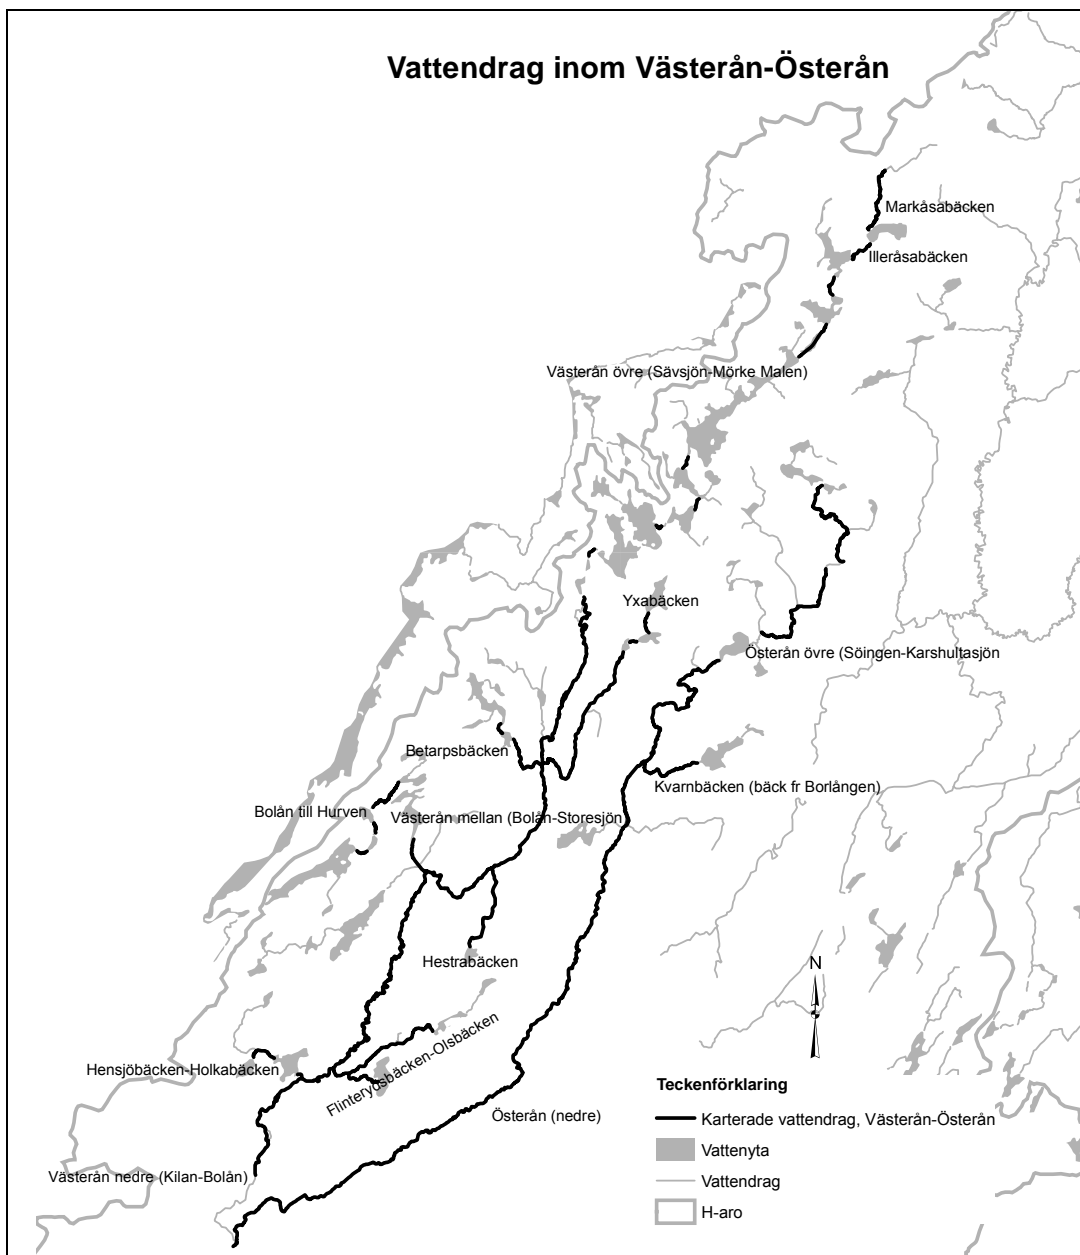 Vattendrag inom Västerån-Österån
Markåsabäcken
Illeråsabäcken
Västerån övre (Sävsjön-Mörke Malen)
Yxabäcken
Österån övre (Söingen-Karshultasjön
Betarpsbäcken
Kvarnbäcken (bäck fr Borlången)
Bolån till Hurven
Västerån mellan (Bolån-Storesjön
Hestrabäcken
N
Flinterydsbäcken-Olsbäcken
Hensjöbäcken-Holkabäcken
Österån (nedre)
Västerån nedre (Kilan-Bolån)
Teckenförklaring
Karterade vattendrag, Västerån-Österån
Vattenyta
Vattendrag
H-aro